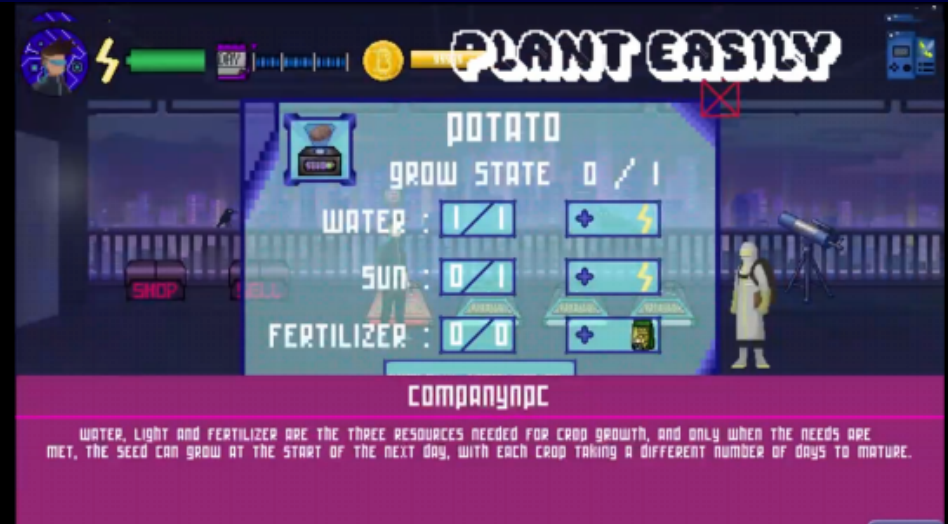 DAY
PLANT EASILY
POTATO
GROW STATE 0 / 1
WATER : 1 / 1
SUN : 0 / 1
FERTILIZER : 0 / 0
SHOP
SELL
COMPANYNPC
WATER, LIGHT AND FERTILIZER ARE THE THREE RESOURCES NEEDED FOR CROP GROWTH, AND ONLY WHEN THE NEEDS ARE
MET, THE SEED CAN GROW AT THE START OF THE NEXT DAY, WITH EACH CROP TAKING A DIFFERENT NUMBER OF DAYS TO MATURE.